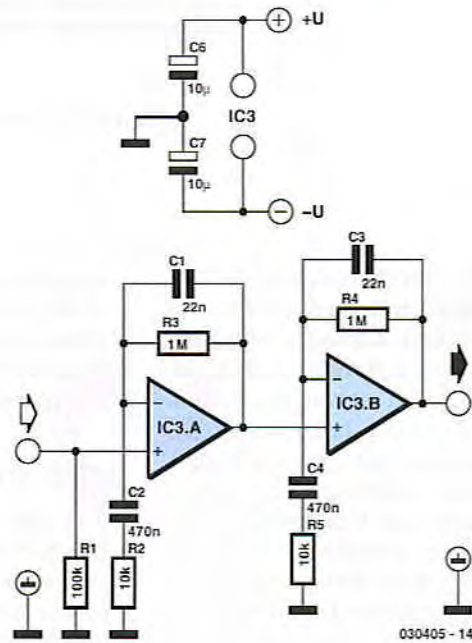 C6
+U
10µ
IC3
C7
10µ
–U
C1
22n
R3
1M
C3
22n
R4
1M
IC3.A
IC3.B
C2
470n
C4
470n
R1
100k
R2
10k
R5
10k
030405 - 14